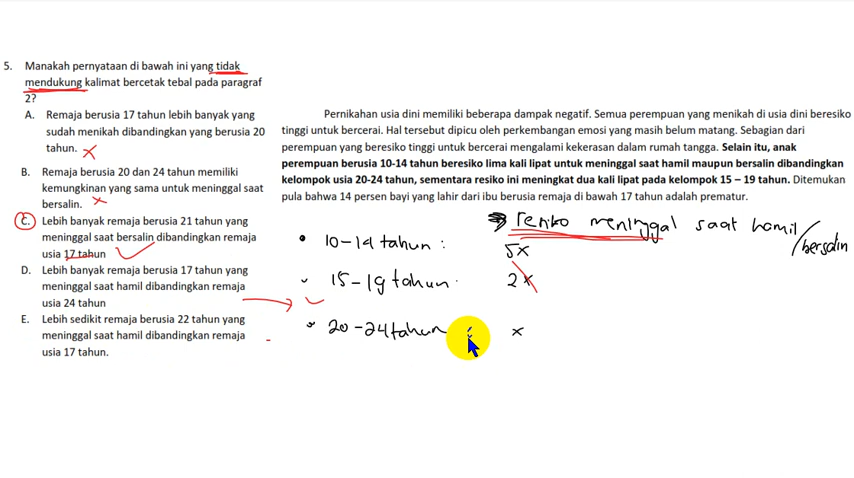 5. Manakah pernyataan di bawah ini yang tidak
mendukung kalimat bercetak tebal pada paragraf
2?
A. Remaja berusia 17 tahun lebih banyak yang
sudah menikah dibandingkan yang berusia 20
tahun.
B. Remaja berusia 20 dan 24 tahun memiliki
kemungkinan yang sama untuk meninggal saat
bersalin.
C. Lebih banyak remaja berusia 21 tahun yang
meninggal saat bersalin dibandingkan remaja
usia 17 tahun
D. Lebih banyak remaja berusia 17 tahun yang
meninggal saat hamil dibandingkan remaja
usia 24 tahun
E. Lebih sedikit remaja berusia 22 tahun yang
meninggal saat hamil dibandingkan remaja
usia 17 tahun.
Pernikahan usia dini memiliki beberapa dampak negatif. Semua perempuan yang menikah di usia dini beresiko
tinggi untuk bercerai. Hal tersebut dipicu oleh perkembangan emosi yang masih belum matang. Sebagian dari
perempuan yang beresiko tinggi untuk bercerai mengalami kekerasan dalam rumah tangga. Selain itu, anak
perempuan berusia 10-14 tahun beresiko lima kali lipat untuk meninggal saat hamil maupun bersalin dibandingkan
kelompok usia 20-24 tahun, sementara resiko ini meningkat dua kali lipat pada kelompok 15 – 19 tahun. Ditemukan
pula bahwa 14 persen bayi yang lahir dari ibu berusia remaja di bawah 17 tahun adalah prematur.
resiko meninggal saat hamil
/bersalin
10-14 tahun : 5x
15-19 tahun 2x
20-24 tahun : x